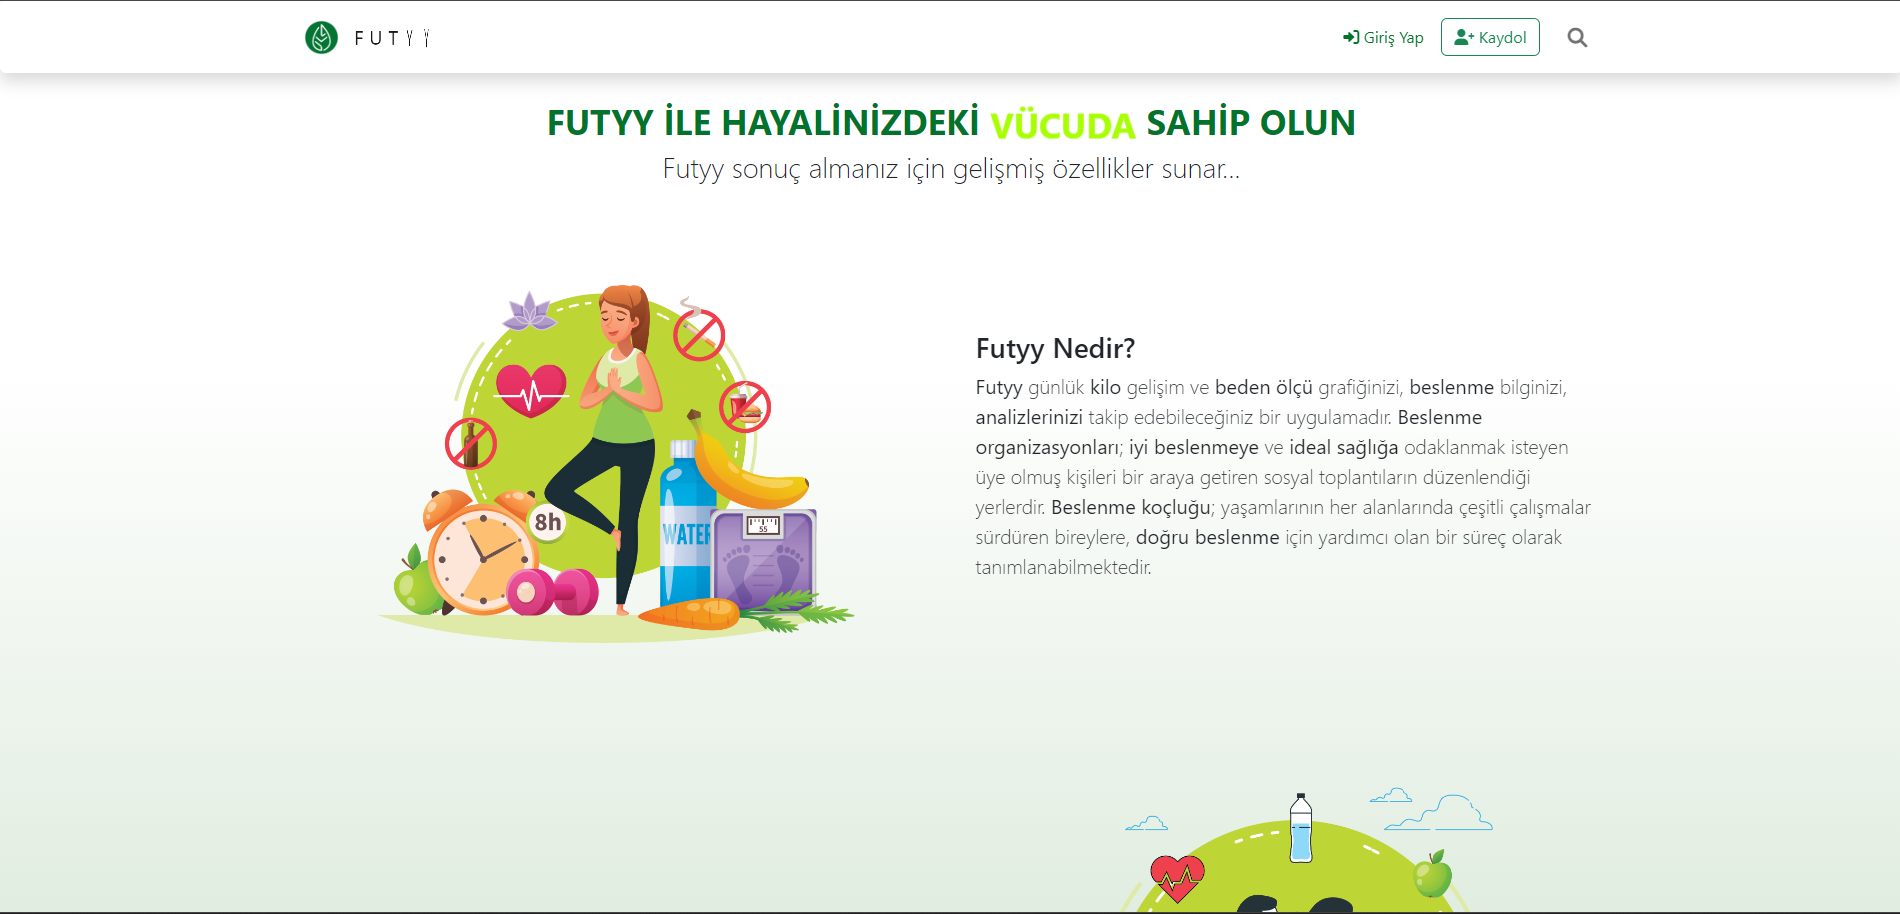 FUTYY
Giriş Yap
Kaydol
FUTYY İLE HAYALİNİZDEKİ VÜCUDA SAHİP OLUN
Futyy sonuç almanız için gelişmiş özellikler sunar...
8h
WATER
55
Futyy Nedir?
Futyy günlük kilo gelişim ve beden ölçü grafiğinizi, beslenme bilginizi,
analizlerinizi takip edebileceğiniz bir uygulamadır. Beslenme
organizasyonları; iyi beslenmeye ve ideal sağlığa odaklanmak isteyen
üye olmuş kişileri bir araya getiren sosyal toplantıların düzenlendiği
yerlerdir. Beslenme koçluğu; yaşamlarının her alanlarında çeşitli çalışmalar
sürdüren bireylere, doğru beslenme için yardımcı olan bir süreç olarak
tanımlanabilmektedir.